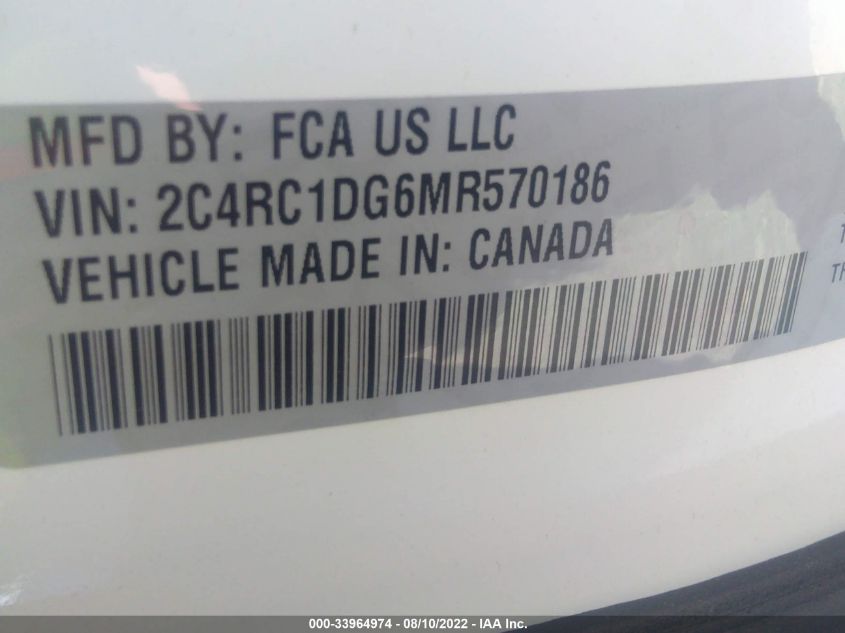 MFD BY: FCA US LLC
VIN: 2C4RC1DG6MR570186
VEHICLE MADE IN: CANADA
000-33964974 - 08/10/2022 - IAA Inc.